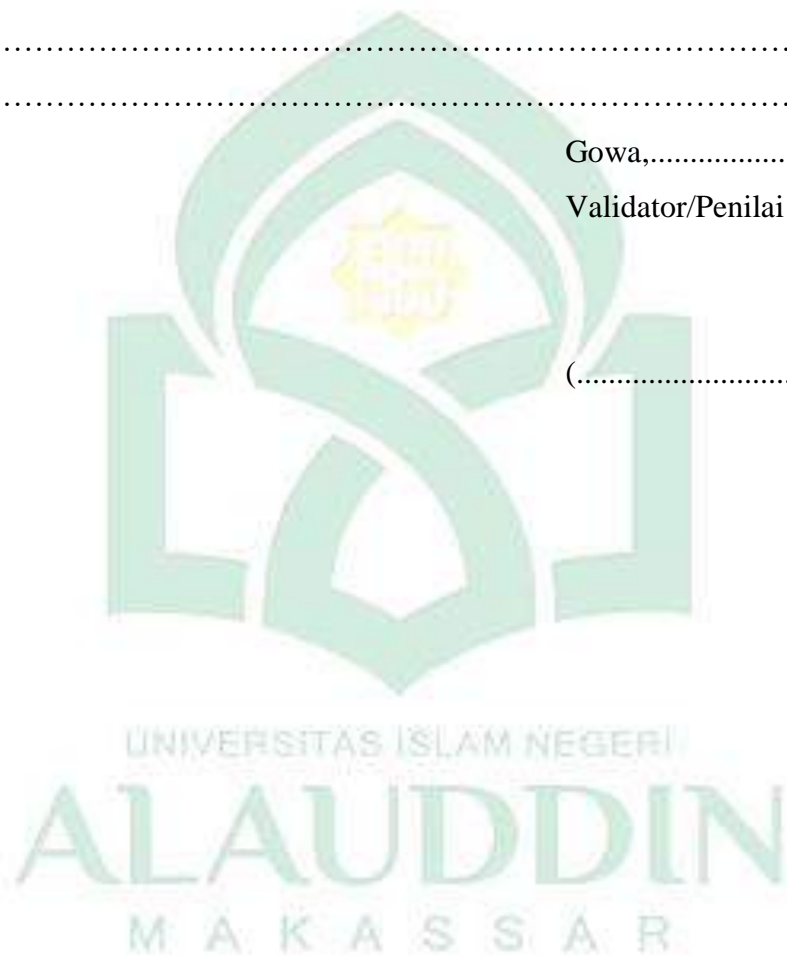 ……………………………………………………………………
……………………………………………………………………
Gowa,.................
Validator/Penilai
(..........................
UNIVERSITAS ISLAM NEGERI
ALAUDDIN
MAKASSAR